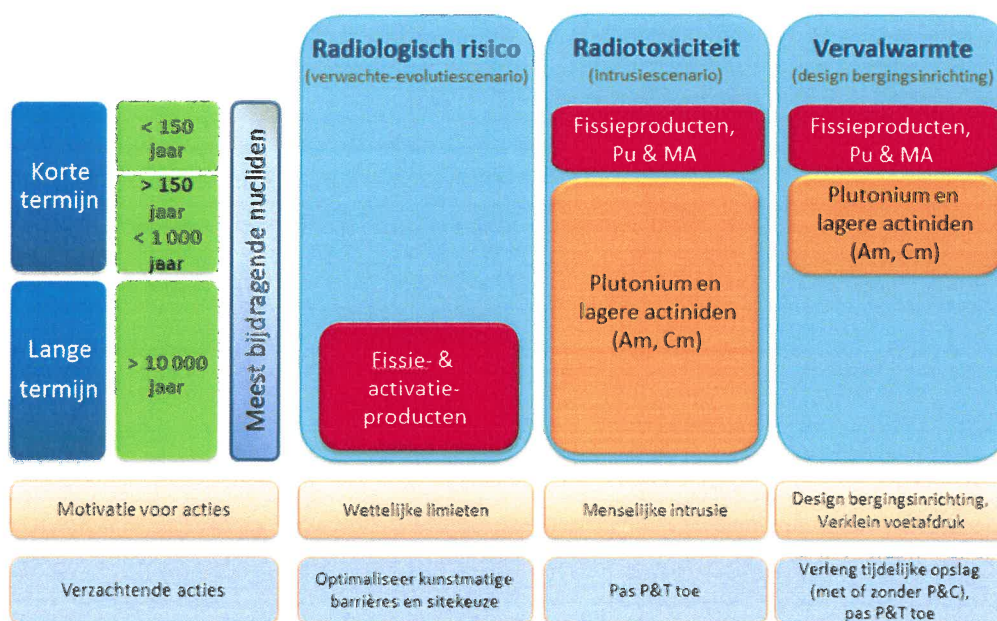 Radiologisch risico
(verwachte-evolutiescenario)
Radiotoxiciteit
(intrusiescenario)
Vervalwarmte
(design bergingsinrichting)
Korte
termijn
< 150
jaar
> 150
jaar
< 1 000
jaar
Lange
termijn
> 10 000
jaar
Meest bijdragende nucliden
Fissie- &
activatie-
producten
Fissieproducten,
Pu & MA
Plutonium en
lagere actiniden
(Am, Cm)
Fissieproducten,
Pu & MA
Plutonium en
lagere actiniden
(Am, Cm)
Motivatie voor acties
Wettelijke limieten
Menselijke intrusie
Design bergingsinrichting,
Verklein voetafdruk
Verzachtende acties
Optimaliseer kunstmatige
barrières en sitekeuze
Pas P&T toe
Verleng tijdelijke opslag
(met of zonder P&C),
pas P&T toe